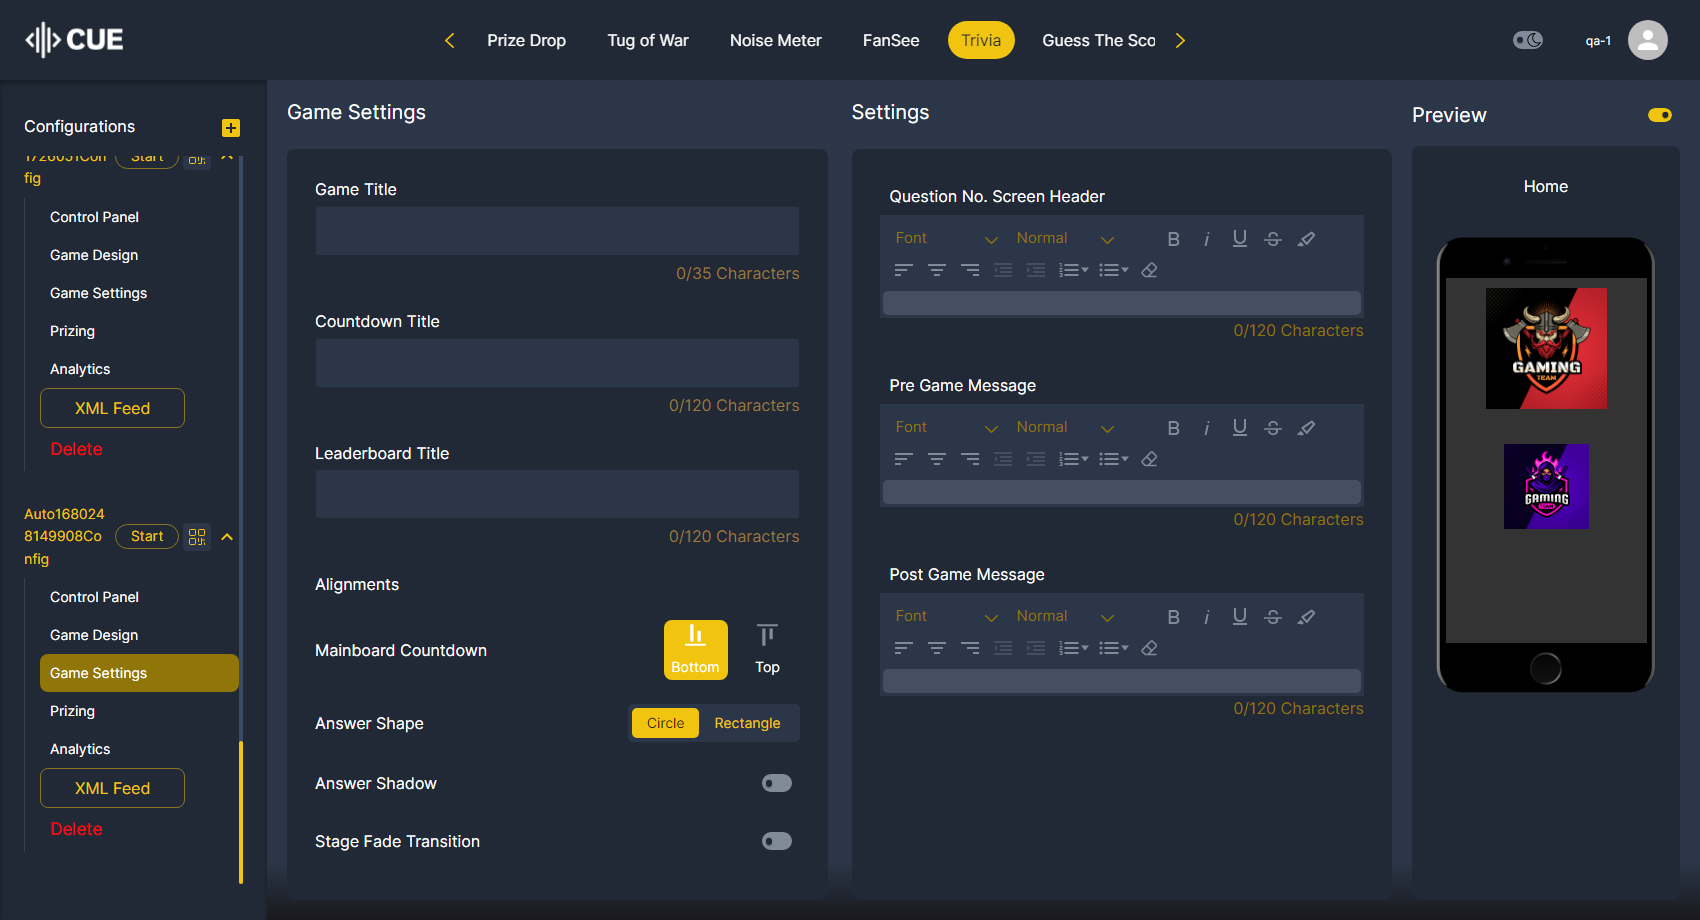 CUE
Prize Drop
Tug of War
Noise Meter
FanSee
Trivia
Guess The Sco
qa-1
Configurations
1726051Con
fig
Start
Control Panel
Game Design
Game Settings
Prizing
Analytics
XML Feed
Delete
Auto168024
8149908Co
nfig
Start
Control Panel
Game Design
Game Settings
Prizing
Analytics
XML Feed
Delete
Game Settings
Game Title
0/35 Characters
Countdown Title
0/120 Characters
Leaderboard Title
0/120 Characters
Alignments
Mainboard Countdown
Bottom
Top
Answer Shape
Circle
Rectangle
Answer Shadow
Stage Fade Transition
Settings
Question No. Screen Header
Font
Normal
0/120 Characters
Pre Game Message
Font
Normal
0/120 Characters
Post Game Message
Font
Normal
0/120 Characters
Preview
Home
GAMING
TEAM
GAMING
TEAM